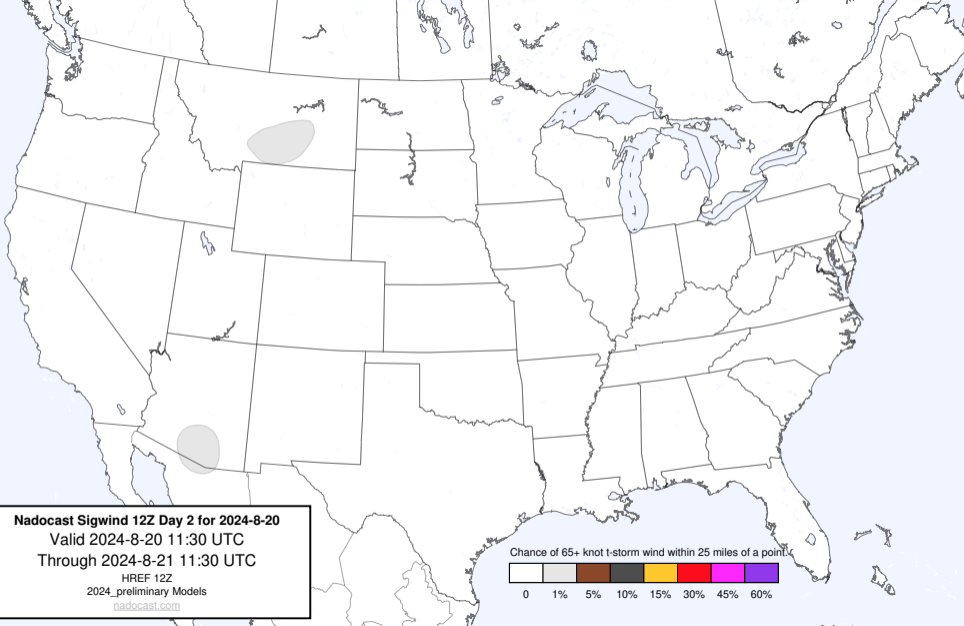 Nadocast Sigwind 12Z Day 2 for 2024-8-20
Valid 2024-8-20 11:30 UTC
Through 2024-8-21 11:30 UTC
HREF 12Z
2024_preliminary Models
nadocast.com
Chance of 65+ knot t-storm wind within 25 miles of a point.
0 1% 5% 10% 15% 30% 45% 60%